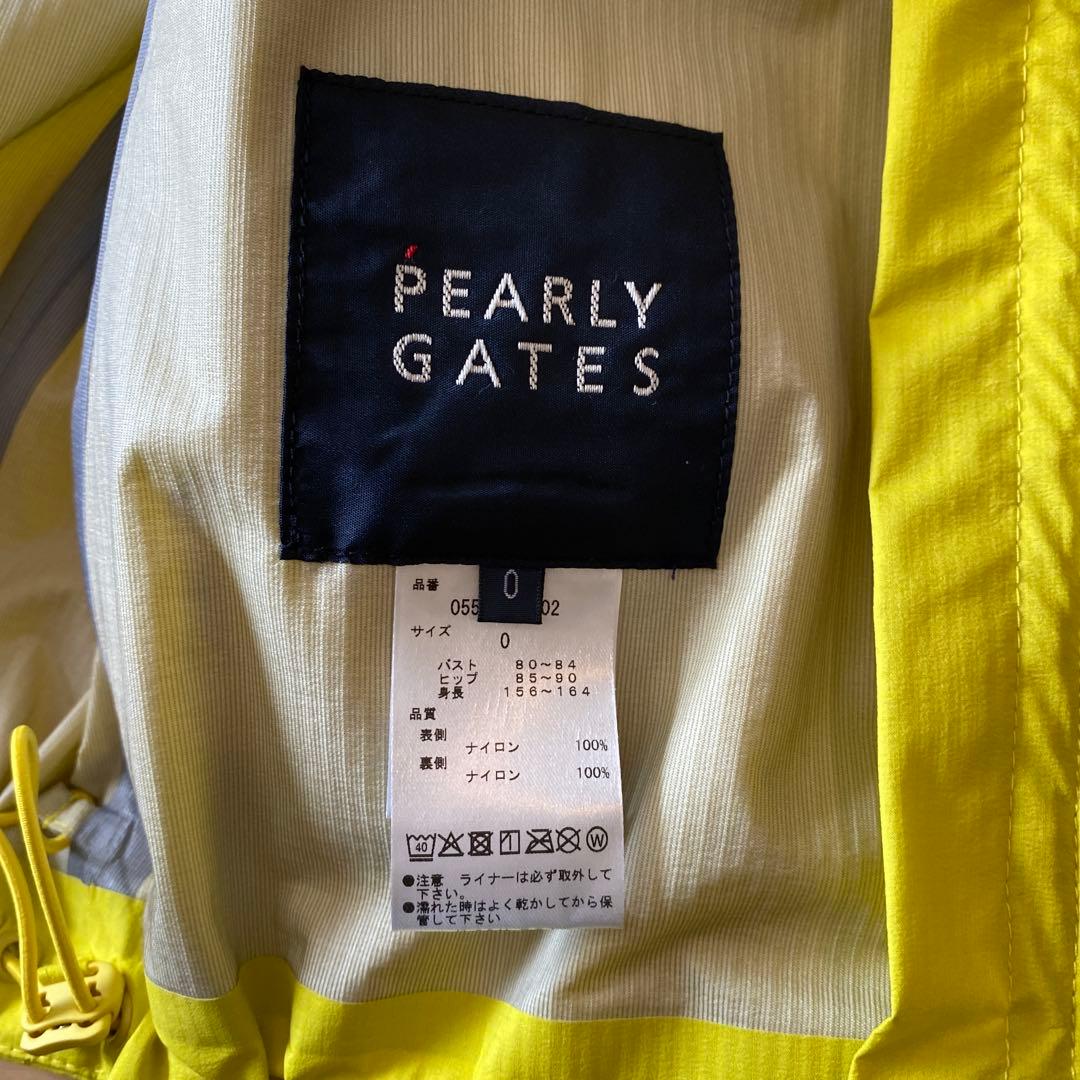 PEARLY
GATES
0
品番
055 02
サイズ
0
バスト 80～84
ヒップ 85～90
身長 156～164
品質
表側
ナイロン 100%
裏側
ナイロン 100%
40
●注意 ライナーは必ず取外して
下さい。
●濡れた時はよく乾かしてから保
管して下さい